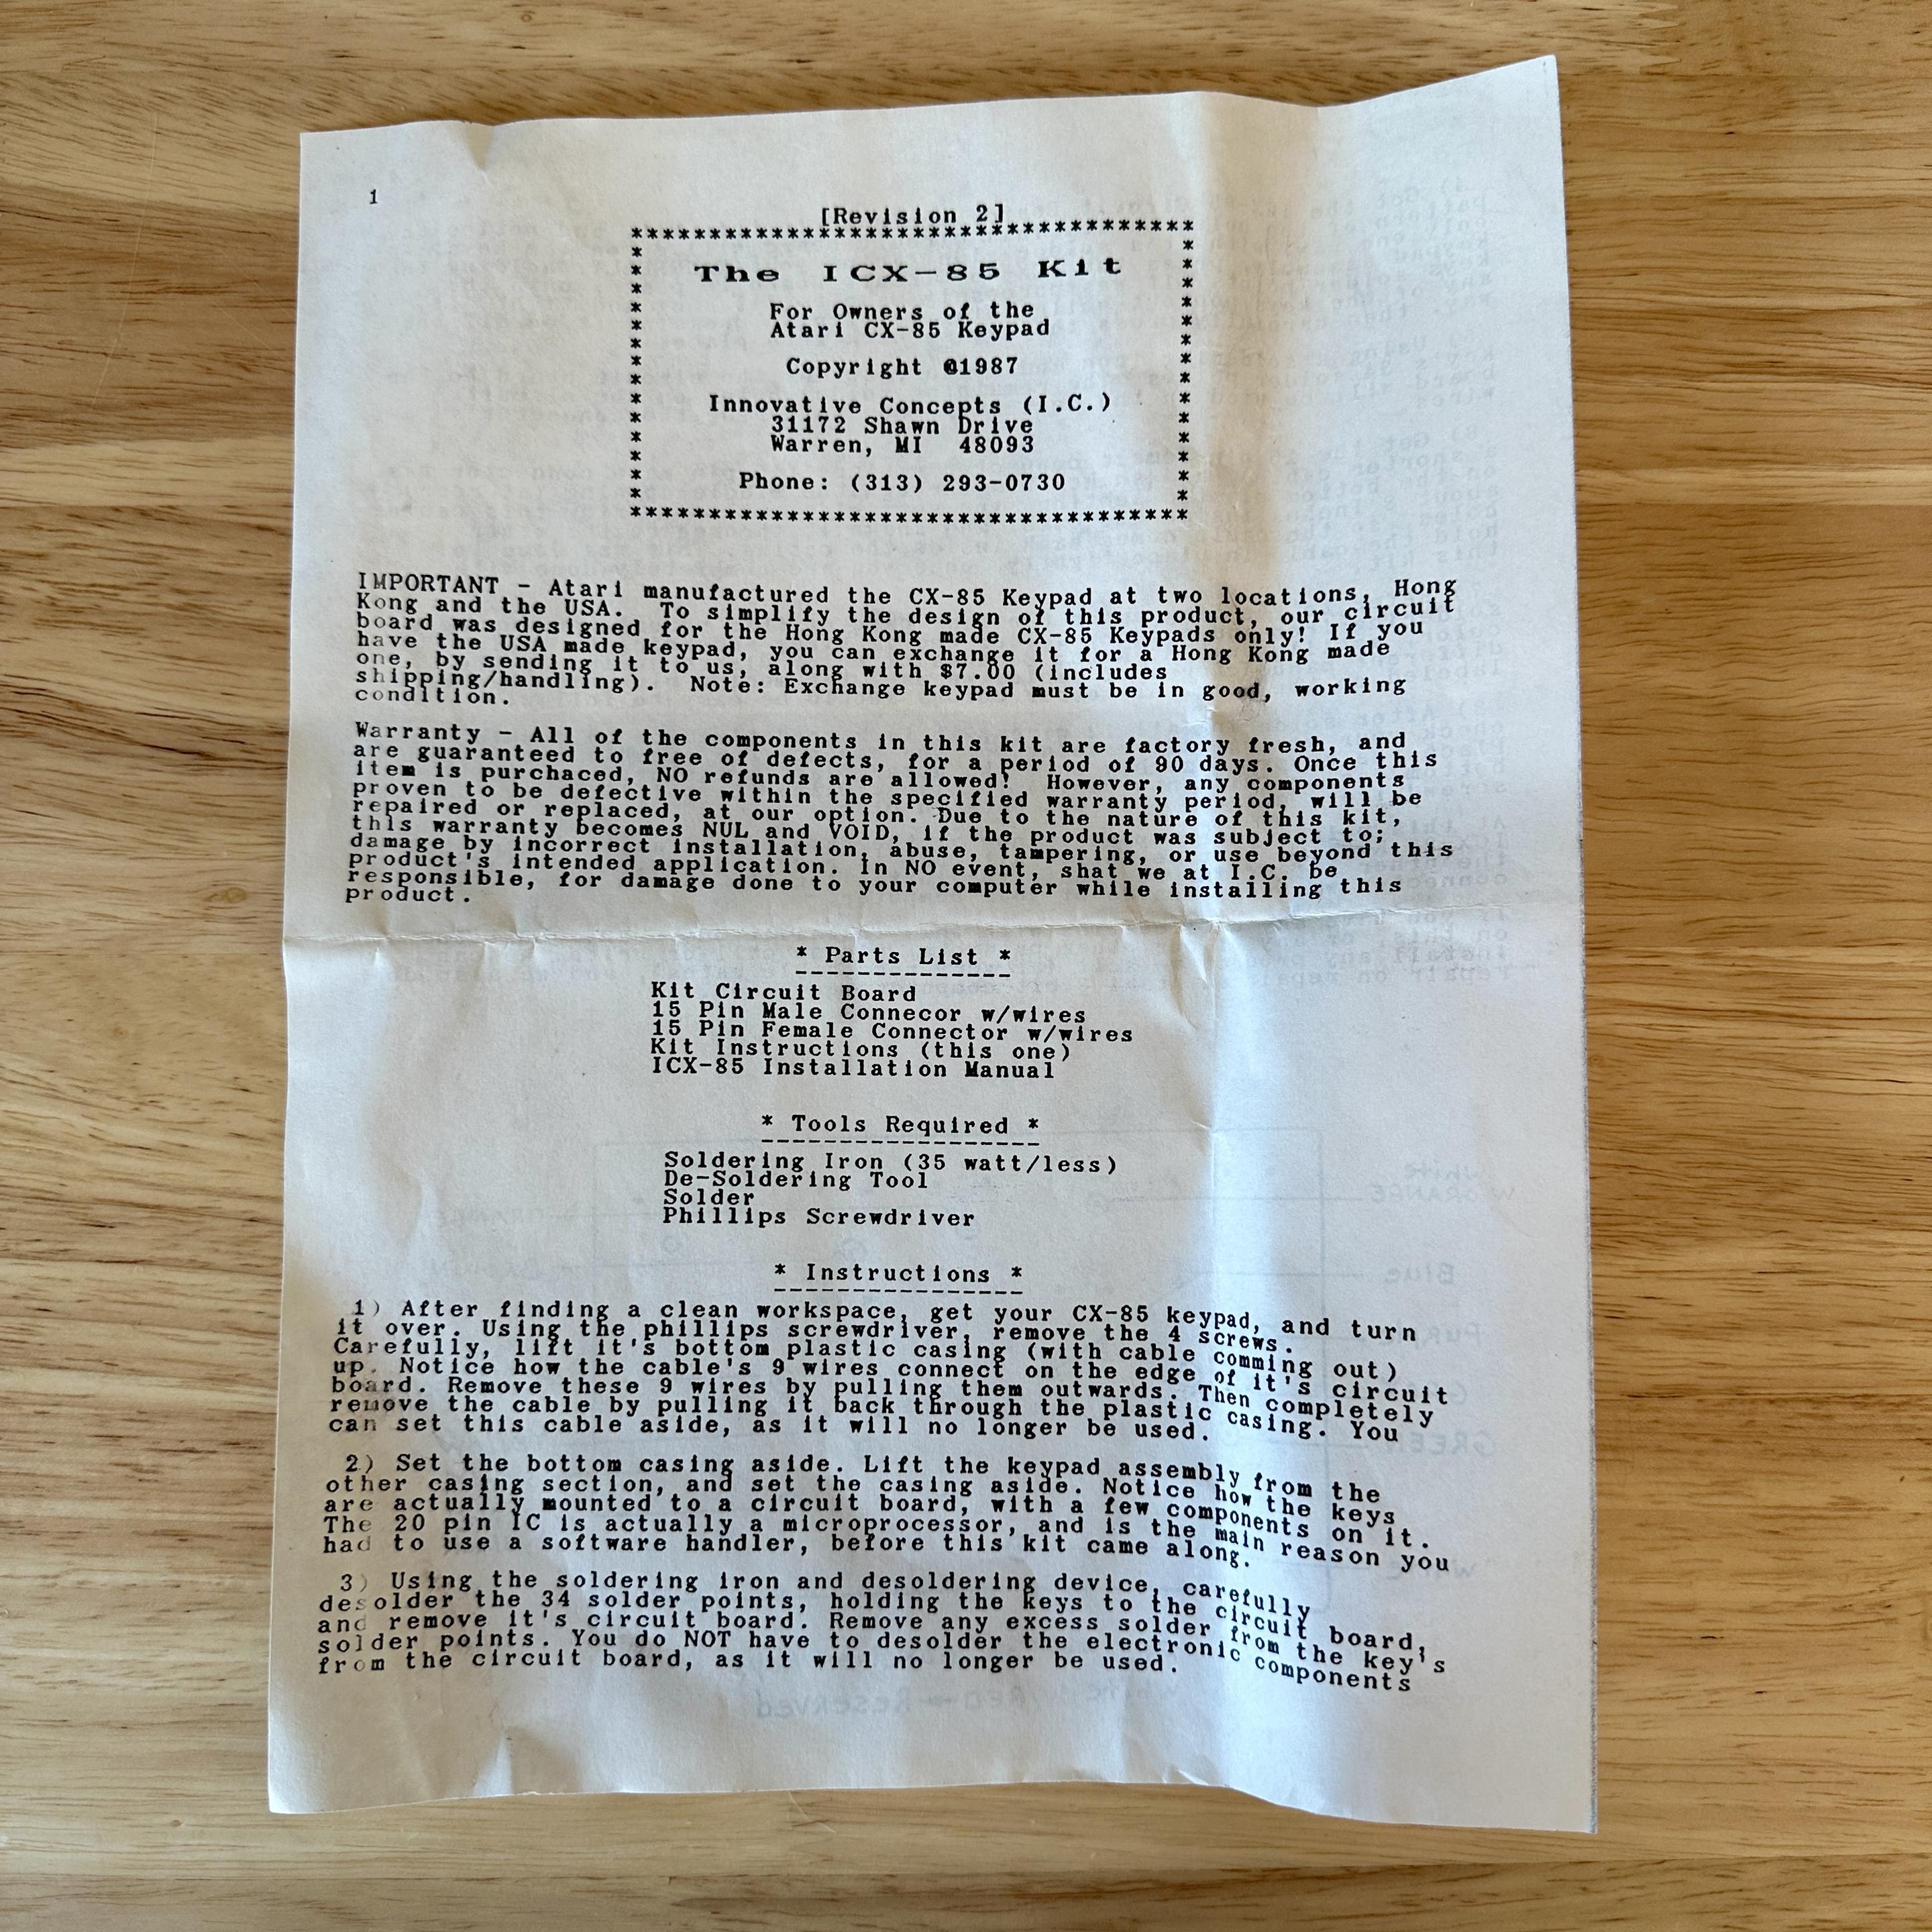 1
[Revision 2]
************************************
The ICX-85 Kit
For Owners of the
Atari CX-85 Keypad
Copyright @1987
Innovative Concepts (I.C.)
31172 Shawn Drive
Warren, MI  48093
Phone: (313) 293-0730
************************************
IMPORTANT - Atari manufactured the CX-85 Keypad at two locations, Hong
Kong and the USA.  To simplify the design of this product, our circuit
board was designed for the Hong Kong made CX-85 Keypads only! If you
have the USA made keypad, you can exchange it for a Hong Kong made
one, by sending it to us, along with $7.00 (includes
shipping/handling).  Note: Exchange keypad must be in good, working
condition.
Warranty - All of the components in this kit are factory fresh, and
are guaranteed to free of defects, for a period of 90 days. Once this
item is purchaced, NO refunds are allowed!  However, any components
proven to be defective within the specified warranty period, will be
repaired or replaced, at our option. Due to the nature of this kit,
this warranty becomes NUL and VOID, if the product was subject to;
damage by incorrect installation, abuse, tampering, or use beyond this
product's intended application. In NO event, shat we at I.C. be
responsible, for damage done to your computer while installing this
product.
* Parts List *
--------------
Kit Circuit Board
15 Pin Male Connecor w/wires
15 Pin Female Connector w/wires
Kit Instructions (this one)
ICX-85 Installation Manual
* Tools Required *
------------------
Soldering Iron (35 watt/less)
De-Soldering Tool
Solder
Phillips Screwdriver
* Instructions *
----------------
1) After finding a clean workspace, get your CX-85 keypad, and turn
it over. Using the phillips screwdriver, remove the 4 screws.
Carefully, lift it's bottom plastic casing (with cable comming out)
up. Notice how the cable's 9 wires connect on the edge of it's circuit
board. Remove these 9 wires by pulling them outwards. Then completely
remove the cable by pulling it back through the plastic casing. You
can set this cable aside, as it will no longer be used.
2) Set the bottom casing aside. Lift the keypad assembly from the
other casing section, and set the casing aside. Notice how the keys
are actually mounted to a circuit board, with a few components on it.
The 20 pin IC is actually a microprocessor, and is the main reason you
had to use a software handler, before this kit came along.
3) Using the soldering iron and desoldering device, carefully
desolder the 34 solder points, holding the keys to the circuit board,
and remove it's circuit board. Remove any excess solder from the key's
solder points. You do NOT have to desolder the electronic components
from the circuit board, as it will no longer be used.